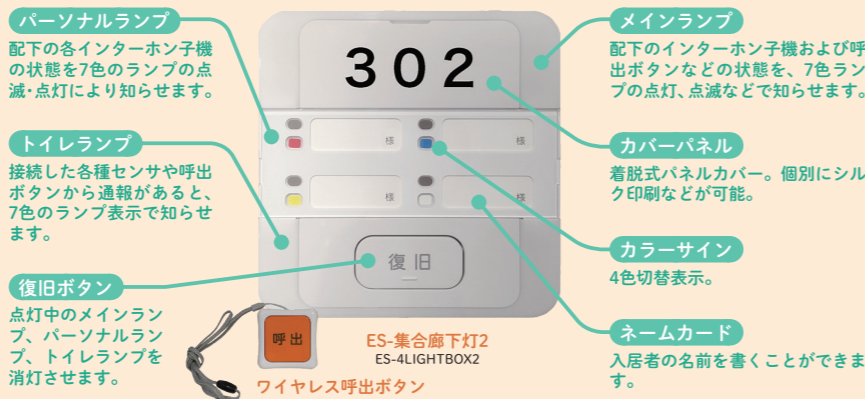 パーソナルランプ
配下の各インターホン子機
の状態を7色のランプの点
滅・点灯により知らせます。
トイレランプ
接続した各種センサや呼出
ボタンから通報があると、
7色のランプ表示で知らせ
ます。
復旧ボタン
点灯中のメインラン
プ、パーソナルラン
プ、トイレランプを
消灯させます。
302
様
様
様
様
復旧
呼出
ES-集合廊下灯2
ES-4LIGHTBOX2
ワイヤレス呼出ボタン
メインランプ
配下のインターホン子機および呼
出ボタンなどの状態を、7色ラン
プの点灯、点滅などで知らせます。
カバーパネル
着脱式パネルカバー。個別にシル
ク印刷などが可能。
カラーサイン
4色切替表示。
ネームカード
入居者の名前を書くことができま
す。